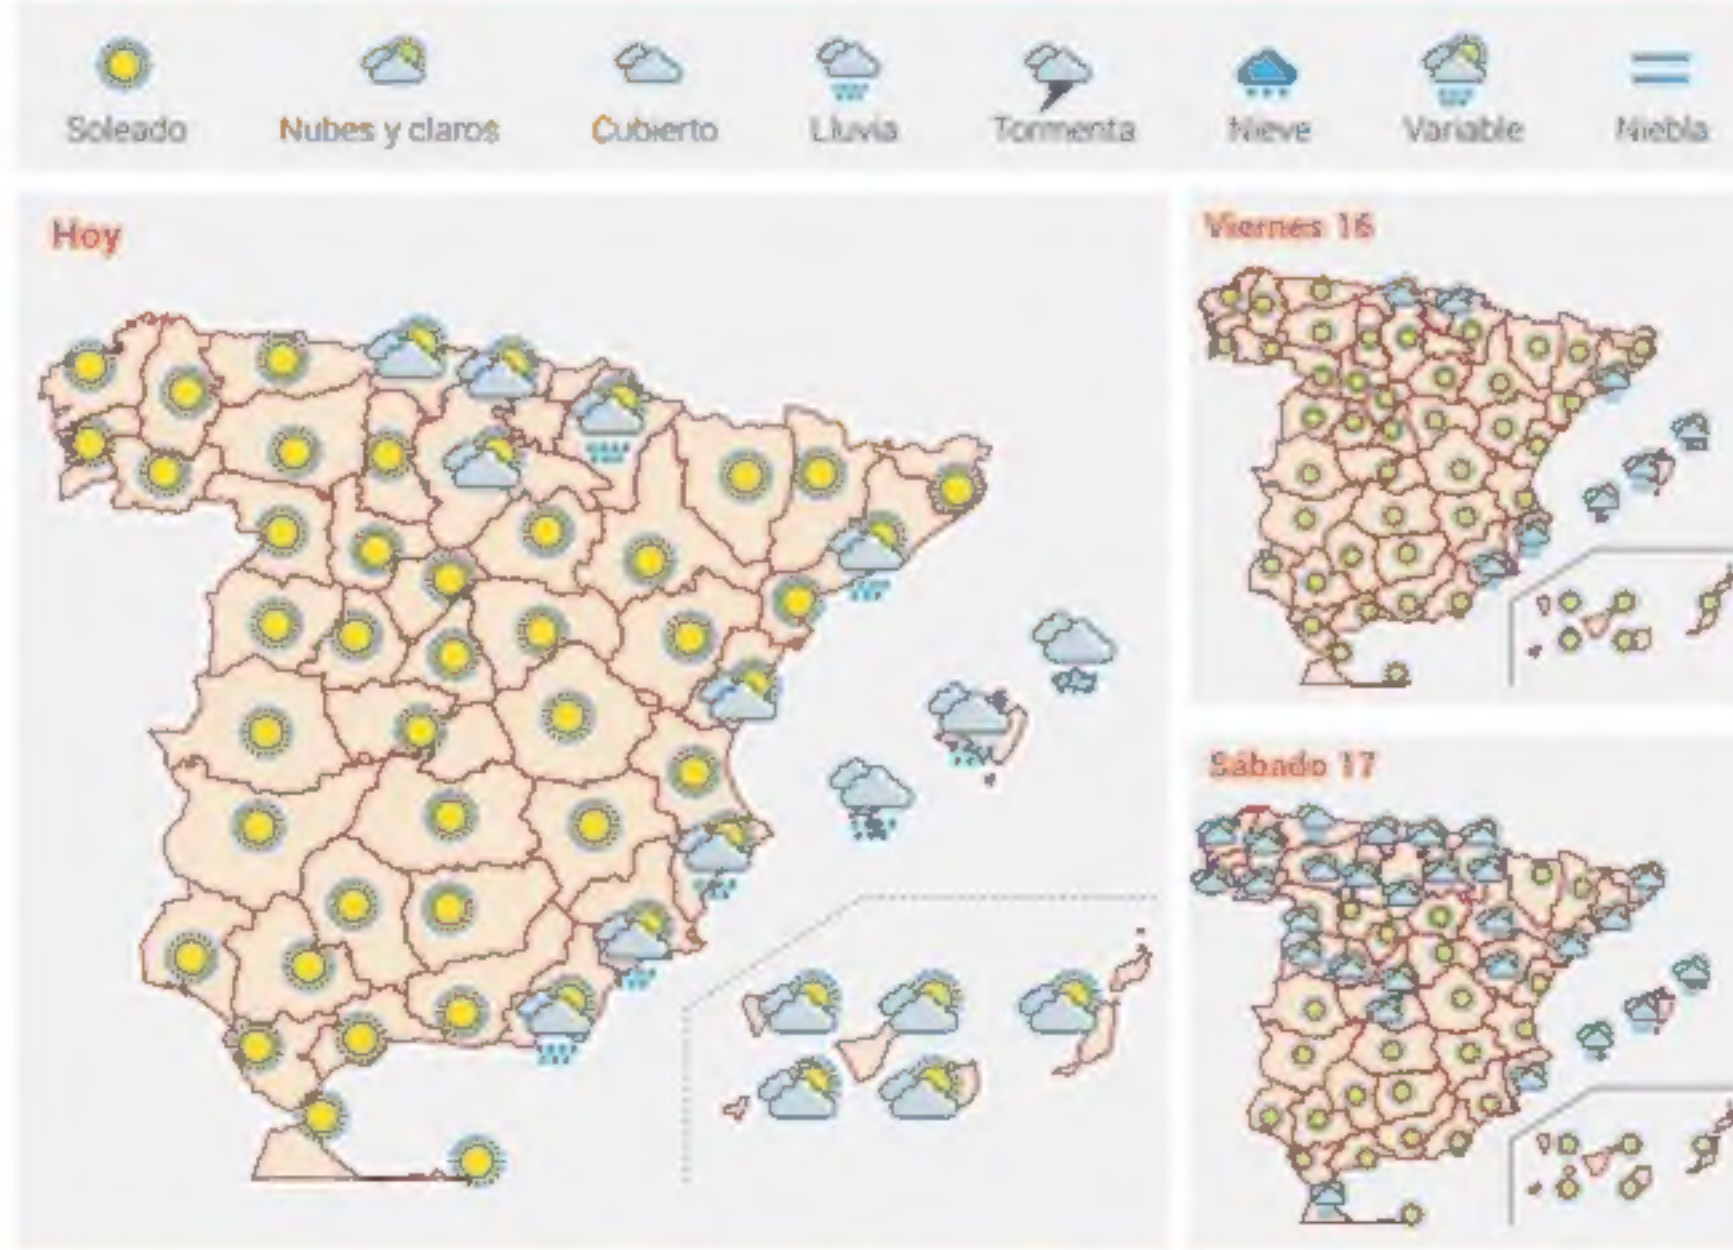 Soleado Nubes y claros Cubierto Lluvia Tormenta Nieve Variable Niebla
Hoy
Viernes 16
Sábado 17